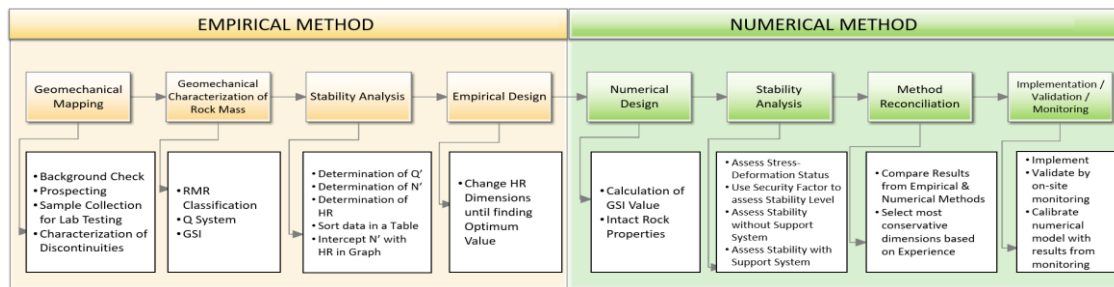 EMPIRICAL METHOD
NUMERICAL METHOD
Geomechanical
Mapping
Geomechanical
Characterization of
Rock Mass
Stability Analysis
Empirical Design
Numerical
Design
Stability
Analysis
Method
Reconciliation
Implementation /
Validation /
Monitoring
• Background Check
• Prospecting
• Sample Collection
for Lab Testing
• Characterization of
Discontinuities
• RMR
Classification
• Q System
• GSI
• Determination of Q'
• Determination of N'
• Determination of
HR
• Sort data in a Table
• Intercept N' with
HR in Graph
• Change HR
Dimensions
until finding
Optimum
Value
• Calculation of
GSI Value
• Intact Rock
Properties
• Assess Stress-
Deformation Status
• Use Security Factor to
assess Stability Level
• Assess Stability
without Support
System
• Assess Stability with
Support System
• Compare Results
from Empirical &
Numerical Methods
• Select most
conservative
dimensions based
on Experience
• Implement
• Validate by
on-site
monitoring
• Calibrate
numerical
model with
results from
monitoring